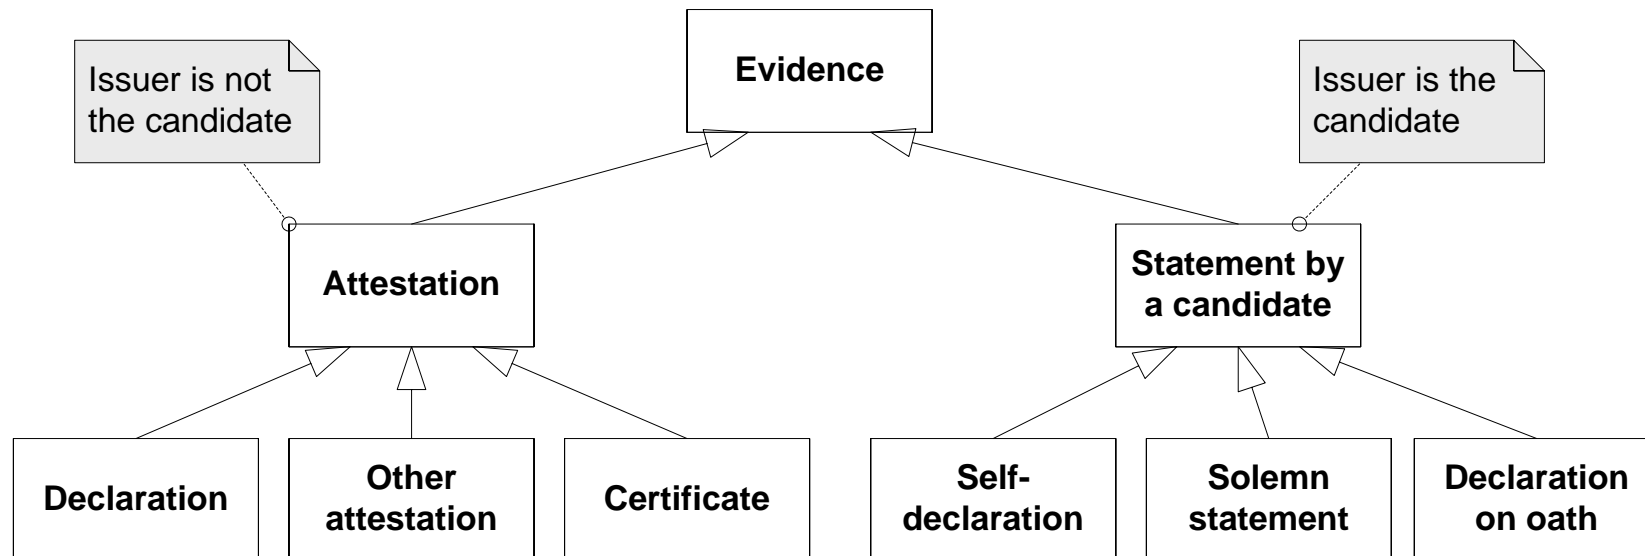 Evidence
Issuer is not
the candidate
Issuer is the
candidate
Attestation
Statement by
a candidate
Declaration
Other
attestation
Certificate
Self-
declaration
Solemn
statement
Declaration
on oath